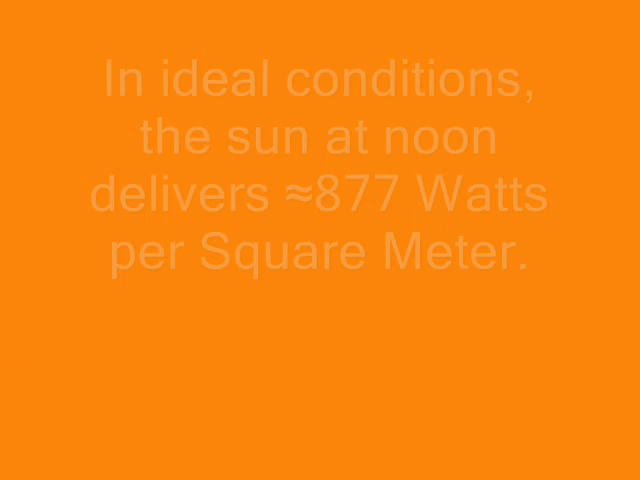 In ideal conditions,
the sun at noon
delivers ≈877 Watts
per Square Meter.